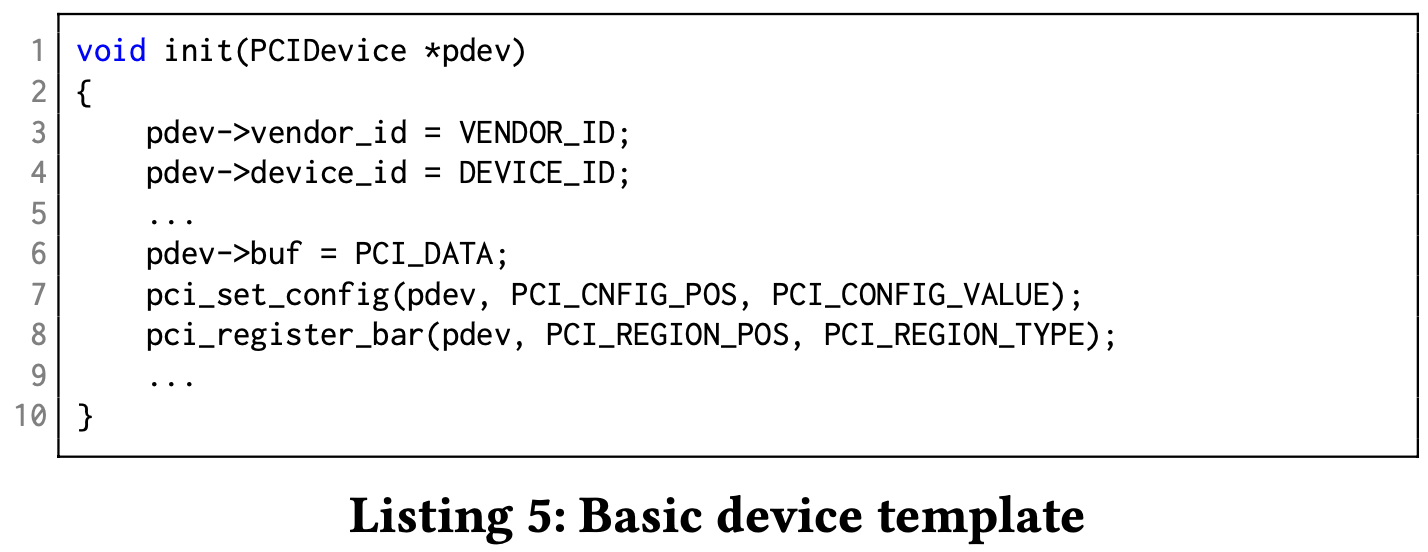 1 void init(PCIDevice *pdev)
2 {
3     pdev->vendor_id = VENDOR_ID;
4     pdev->device_id = DEVICE_ID;
5     ...
6     pdev->buf = PCI_DATA;
7     pci_set_config(pdev, PCI_CNFIG_POS, PCI_CONFIG_VALUE);
8     pci_register_bar(pdev, PCI_REGION_POS, PCI_REGION_TYPE);
9     ...
10 }
Listing 5: Basic device template